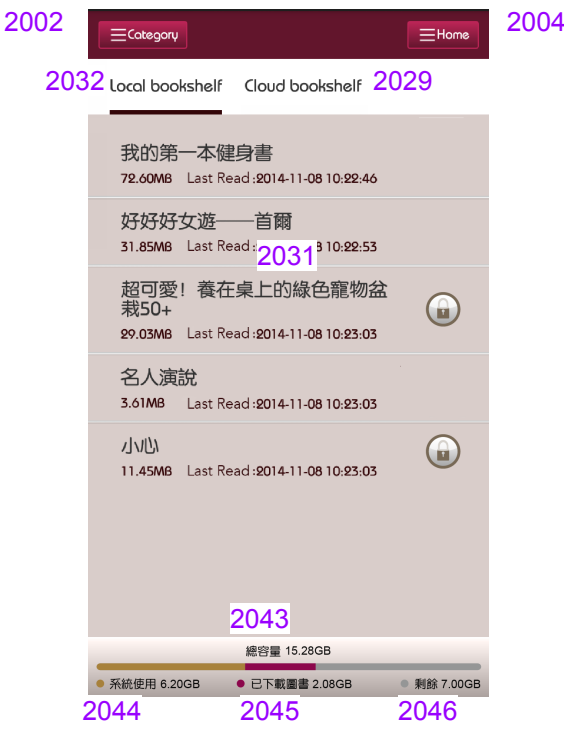 2002
Category
Home
2004
2032
Local bookshelf
Cloud bookshelf
2029
我的第一本健身書
72.60MB Last Read :2014-11-08 10:22:46
好好好女遊——首爾
31.85MB Last Read: 8 10:22:53
2031
超可愛！養在桌上的綠色寵物盆
栽50+
29.03MB Last Read :2014-11-08 10:23:03
名人演說
3.61MB Last Read :2014-11-08 10:23:03
小心
11.45MB Last Read :2014-11-08 10:23:03
2043
總容量 15.28GB
系統使用 6.20GB
已下載圖書 2.08GB
剩餘 7.00GB
2044
2045
2046